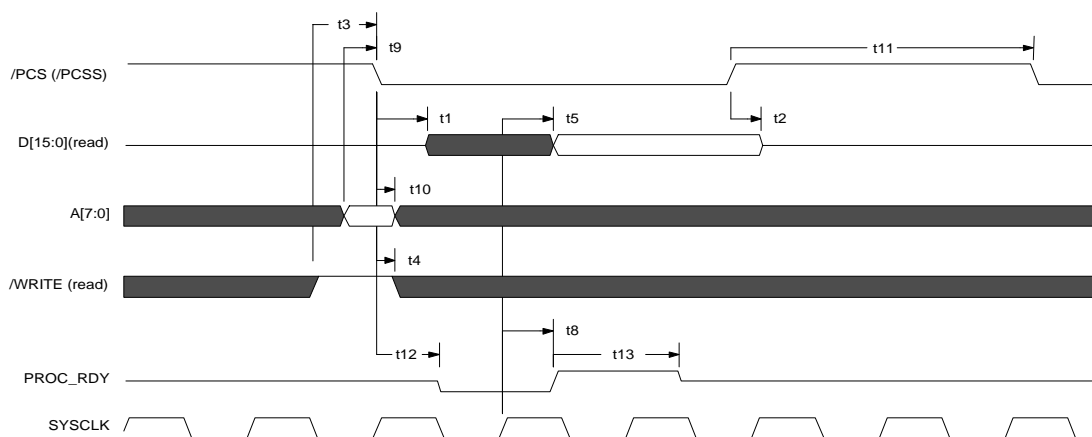 t3
t9
t11
/PCS (/PCSS)
t1
t5
t2
D[15:0](read)
t10
A[7:0]
t4
/WRITE (read)
t8
t12
t13
PROC_RDY
SYSCLK